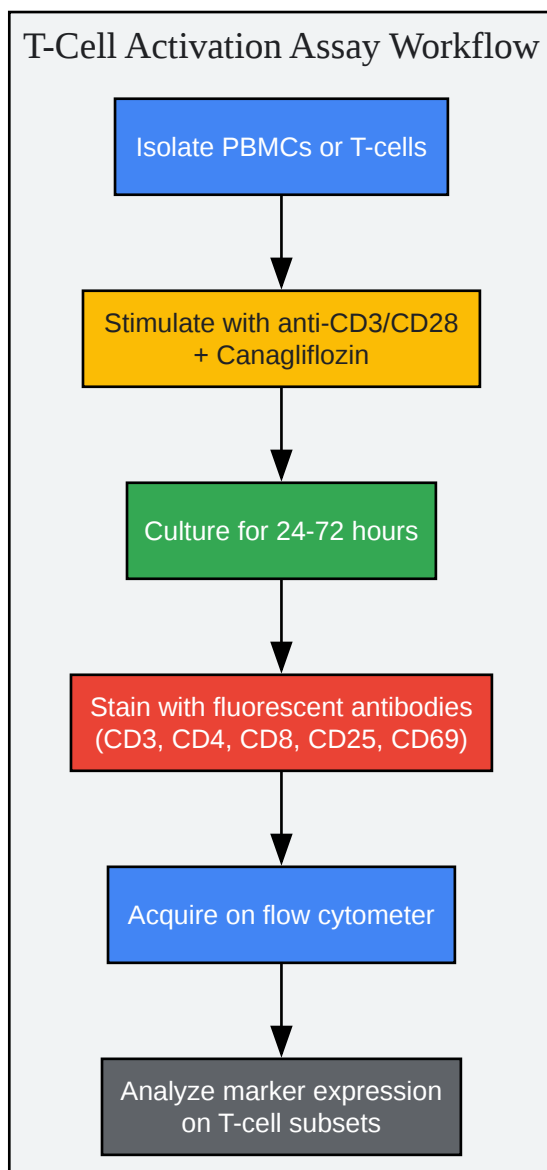 T-Cell Activation Assay Workflow
Isolate PBMCs or T-cells
Stimulate with anti-CD3/CD28
+ Canagliflozin
Culture for 24-72 hours
Stain with fluorescent antibodies
(CD3, CD4, CD8, CD25, CD69)
Acquire on flow cytometer
Analyze marker expression
on T-cell subsets